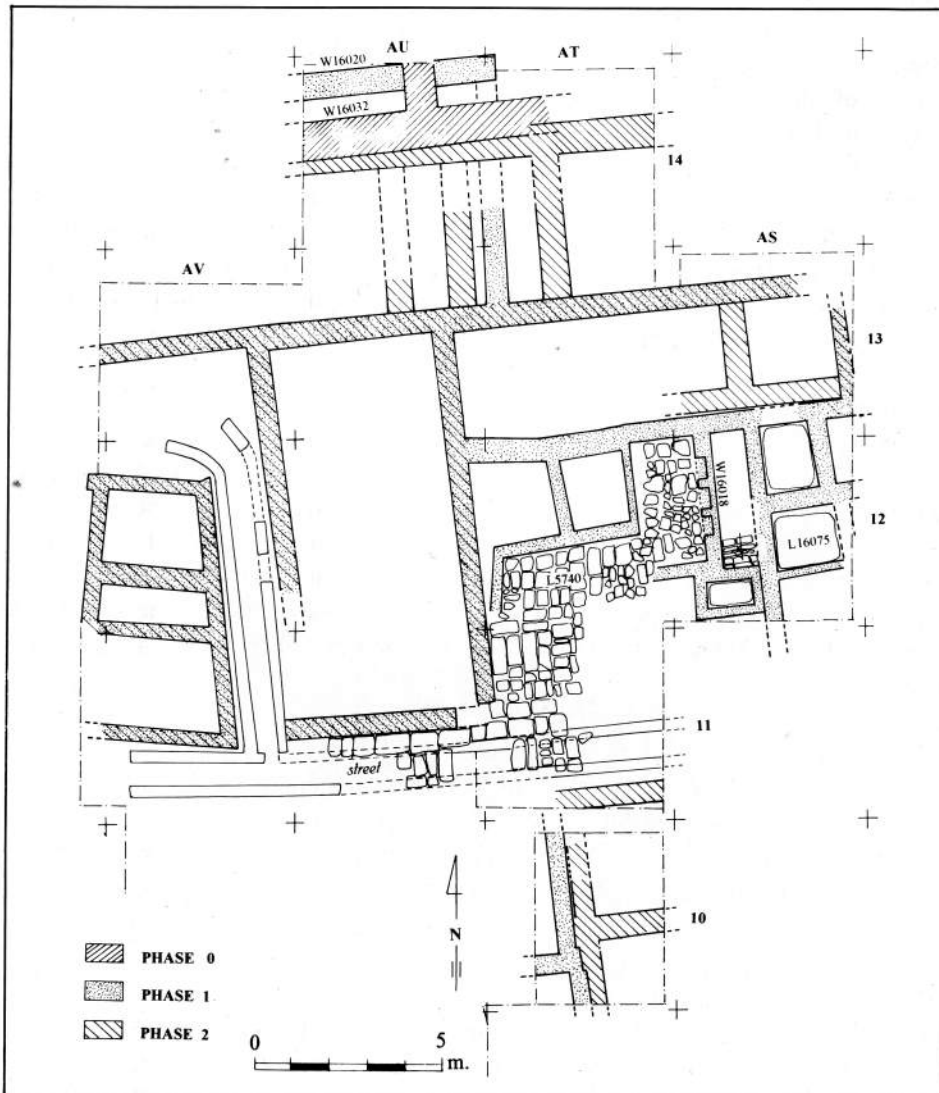 AU
AT
W16020
W16032
14
AV
AS
13
W16018
12
L16075
L5740
11
street
10
N
PHASE 0
PHASE 1
PHASE 2
0 5
m.